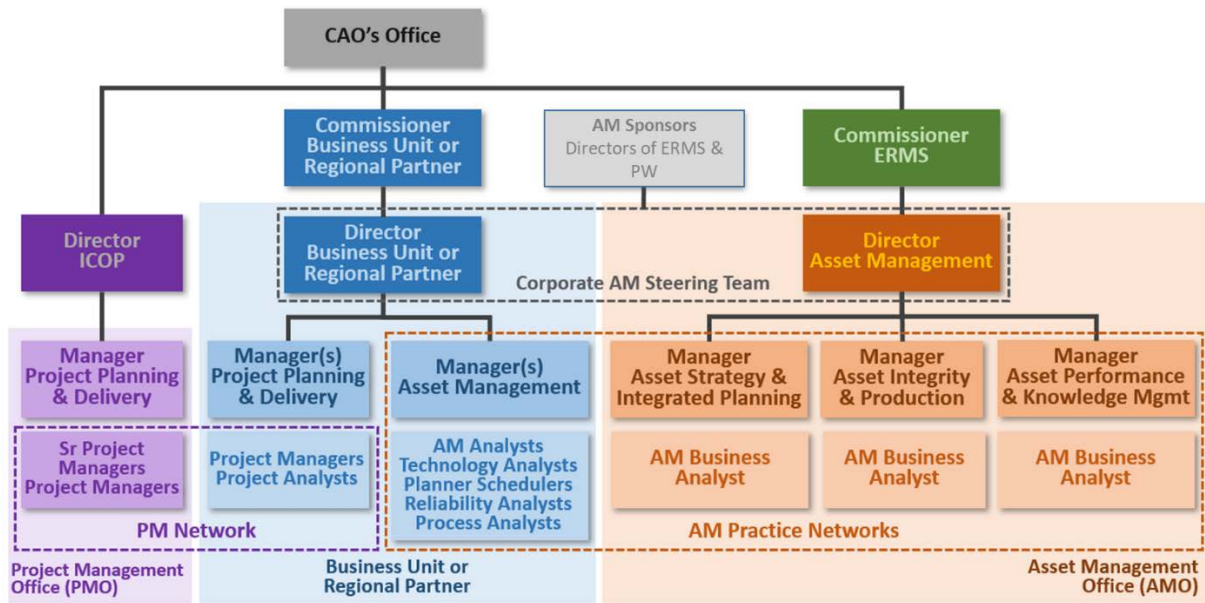 CAO's Office
Commissioner
Business Unit or
Regional Partner
AM Sponsors
Directors of ERMS &
PW
Commissioner
ERMS
Director
ICOP
Director
Business Unit or
Regional Partner
Director
Asset Management
Corporate AM Steering Team
Manager
Project Planning
& Delivery
Manager(s)
Project Planning
& Delivery
Manager(s)
Asset Management
Manager
Asset Strategy &
Integrated Planning
Manager
Asset Integrity
& Production
Manager
Asset Performance
& Knowledge Mgmt
Sr Project
Managers
Project Managers
Project Managers
Project Analysts
AM Analysts
Technology Analysts
Planner Schedulers
Reliability Analysts
Process Analysts
AM Business
Analyst
AM Business
Analyst
AM Business
Analyst
PM Network
AM Practice Networks
Project Management
Office (PMO)
Business Unit or
Regional Partner
Asset Management
Office (AMO)